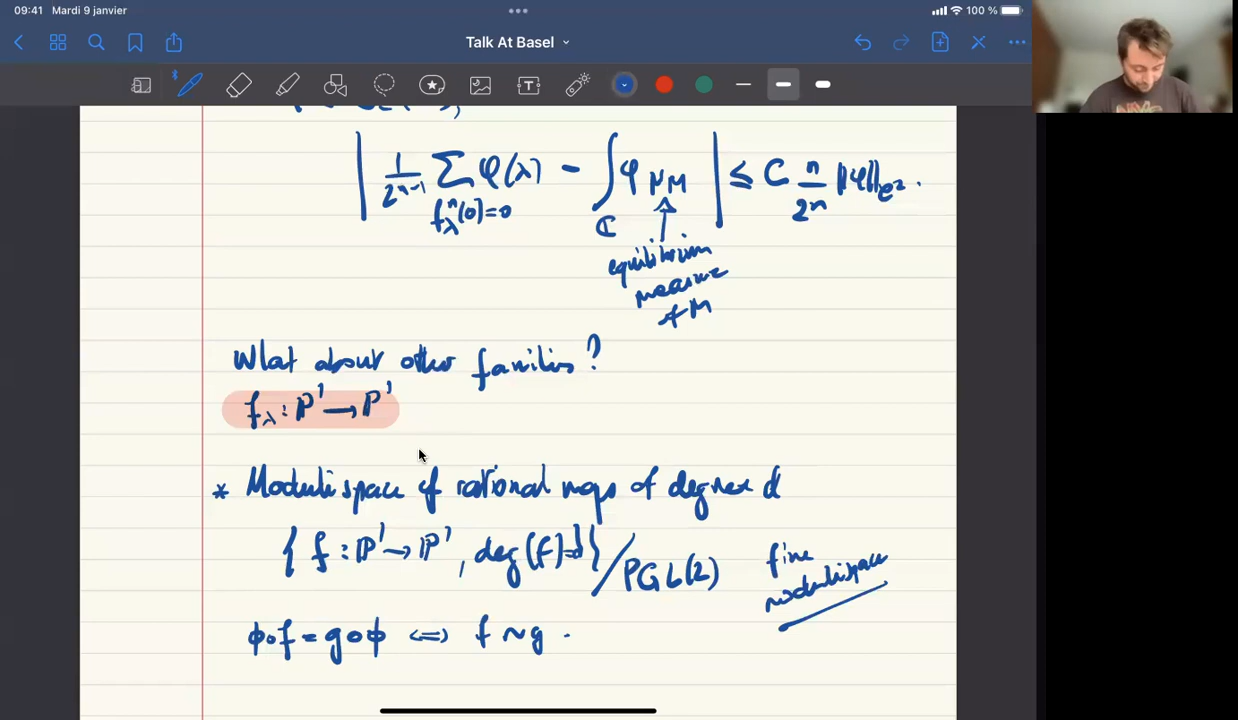 09:41 Mardi 9 janvier
100 %
Talk At Basel
| 1/2^{n-1} Σ φ(λ) - ∫ φ μ_M | ≤ C n/2^n ||φ||_{C^2}.
f_λ^n(0)=0
ℂ
equilibrium
measure
of M
What about other families?
f_λ : P^1 → P^1
* Moduli space of rational maps of degree d
{ f : P^1 → P^1, deg(f)=d } / PGL(2)
fine
moduli space
ϕ∘f = g∘ϕ ⟺ f ~ g.